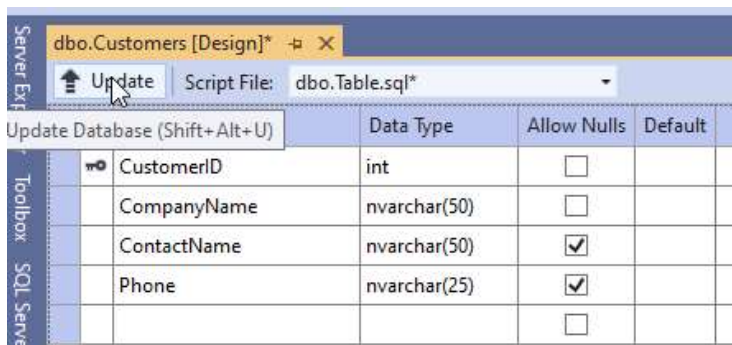 dbo.Customers [Design]*
Update Script File: dbo.Table.sql*
Update Database (Shift+Alt+U) Data Type Allow Nulls Default
CustomerID int
CompanyName nvarchar(50)
ContactName nvarchar(50)
Phone nvarchar(25)
Server Exp
Toolbox
SQL Serve